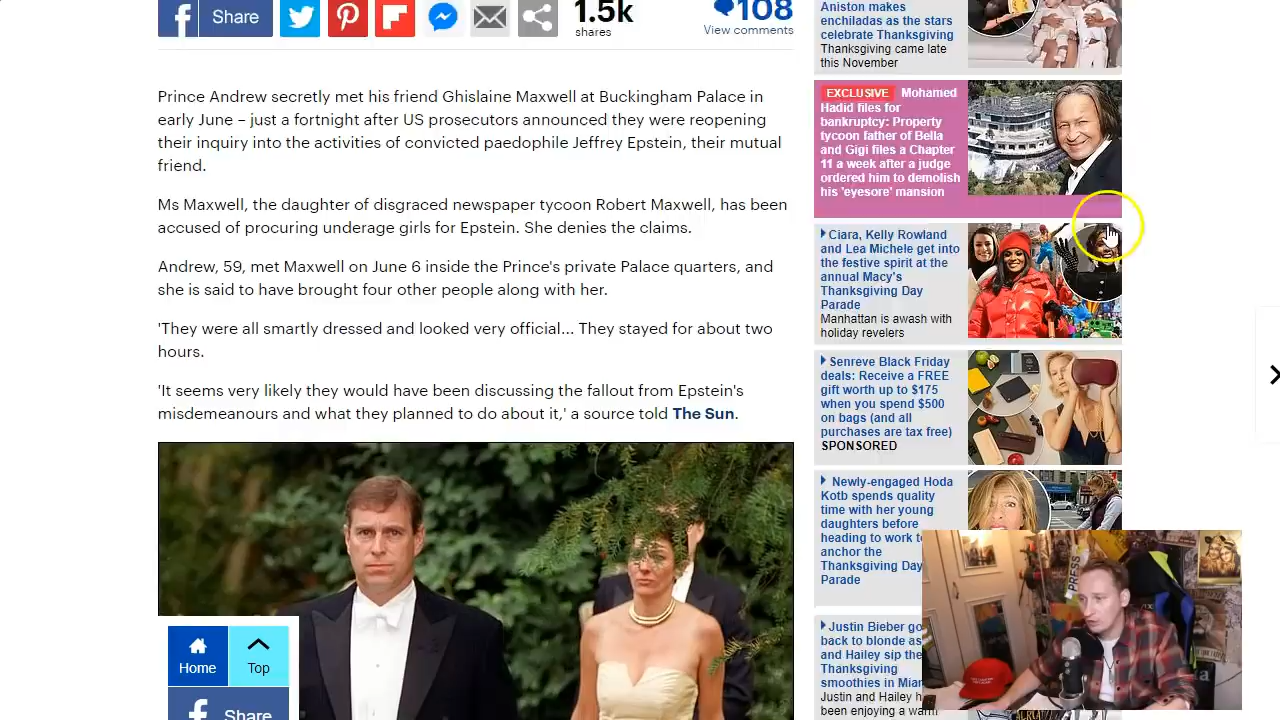 Share
1.5k
shares
108
View comments
Prince Andrew secretly met his friend Ghislaine Maxwell at Buckingham Palace in
early June – just a fortnight after US prosecutors announced they were reopening
their inquiry into the activities of convicted paedophile Jeffrey Epstein, their mutual
friend.
Ms Maxwell, the daughter of disgraced newspaper tycoon Robert Maxwell, has been
accused of procuring underage girls for Epstein. She denies the claims.
Andrew, 59, met Maxwell on June 6 inside the Prince's private Palace quarters, and
she is said to have brought four other people along with her.
'They were all smartly dressed and looked very official... They stayed for about two
hours.
'It seems very likely they would have been discussing the fallout from Epstein's
misdemeanours and what they planned to do about it,' a source told The Sun.
Home
Top
Share
Aniston makes
enchiladas as the stars
celebrate Thanksgiving
Thanksgiving came late
this November
EXCLUSIVE Mohamed
Hadid files for
bankruptcy: Property
tycoon father of Bella
and Gigi files a Chapter
11 a week after a judge
ordered him to demolish
his 'eyesore' mansion
Ciara, Kelly Rowland
and Lea Michele get into
the festive spirit at the
annual Macy's
Thanksgiving Day
Parade
Manhattan is awash with
holiday revelers
Senreve Black Friday
deals: Receive a FREE
gift worth up to $175
when you spend $500
on bags (and all
purchases are tax free)
SPONSORED
Newly-engaged Hoda
Kotb spends quality
time with her young
daughters before
heading to work to
anchor the
Thanksgiving Day
Parade
Justin Bieber go
back to blonde as
and Hailey sip the
Thanksgiving
smoothies in Miam
Justin and Hailey h
been enjoying a warm
PRESS